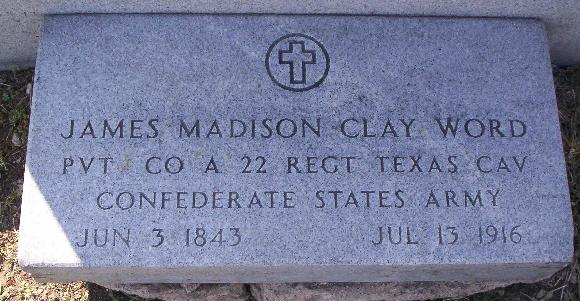 JAMES MADISON CLAY WORD
PVT CO A 22 REGT TEXAS CAV
CONFEDERATE STATES ARMY
JUN 3 1843 JUL 13 1916